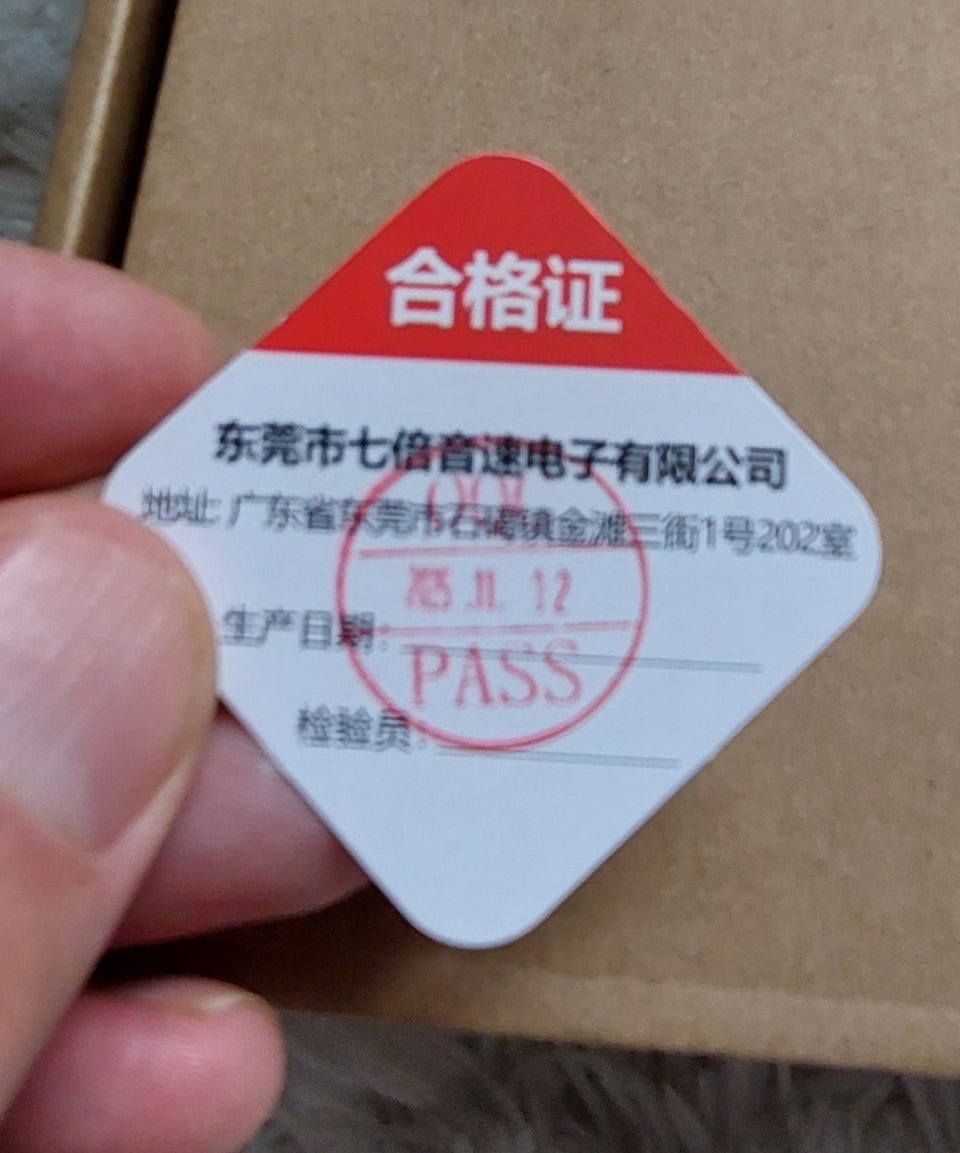 合格证
东莞市七倍音速电子有限公司
地址: 广东省东莞市石碣镇金滩三街1号202室
11. 12
生产日期:
PASS
检验员: